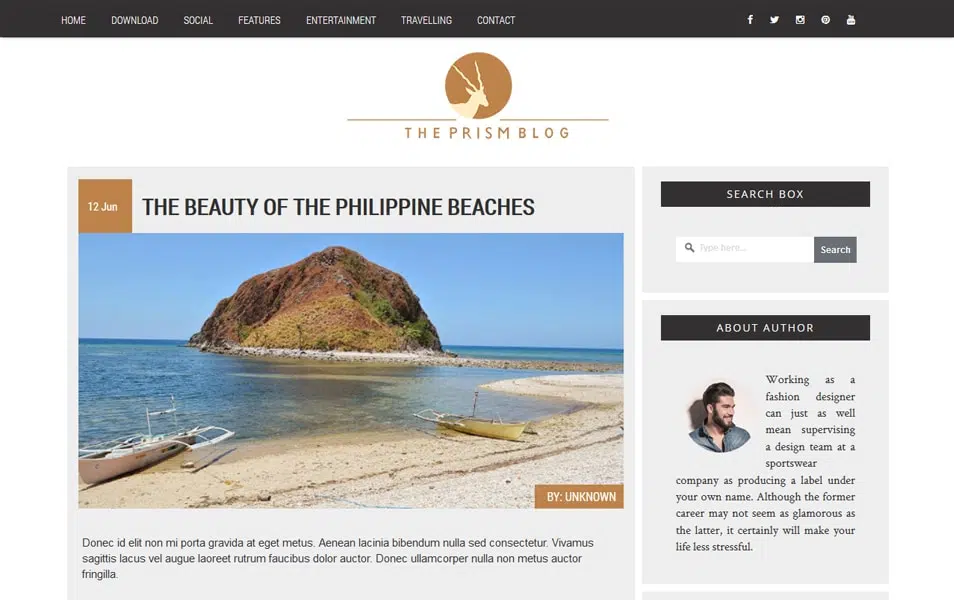 HOME DOWNLOAD SOCIAL FEATURES ENTERTAINMENT TRAVELLING CONTACT
THE PRISM BLOG
12 Jun
THE BEAUTY OF THE PHILIPPINE BEACHES
BY: UNKNOWN
Donec id elit non mi porta gravida at eget metus. Aenean lacinia bibendum nulla sed consectetur. Vivamus
sagittis lacus vel augue laoreet rutrum faucibus dolor auctor. Donec ullamcorper nulla non metus auctor
fringilla.
SEARCH BOX
Type here...
Search
ABOUT AUTHOR
Working as a
fashion designer
can just as well
mean supervising
a design team at a
sportswear
company as producing a label under
your own name. Although the former
career may not seem as glamorous as
the latter, it certainly will make your
life less stressful.